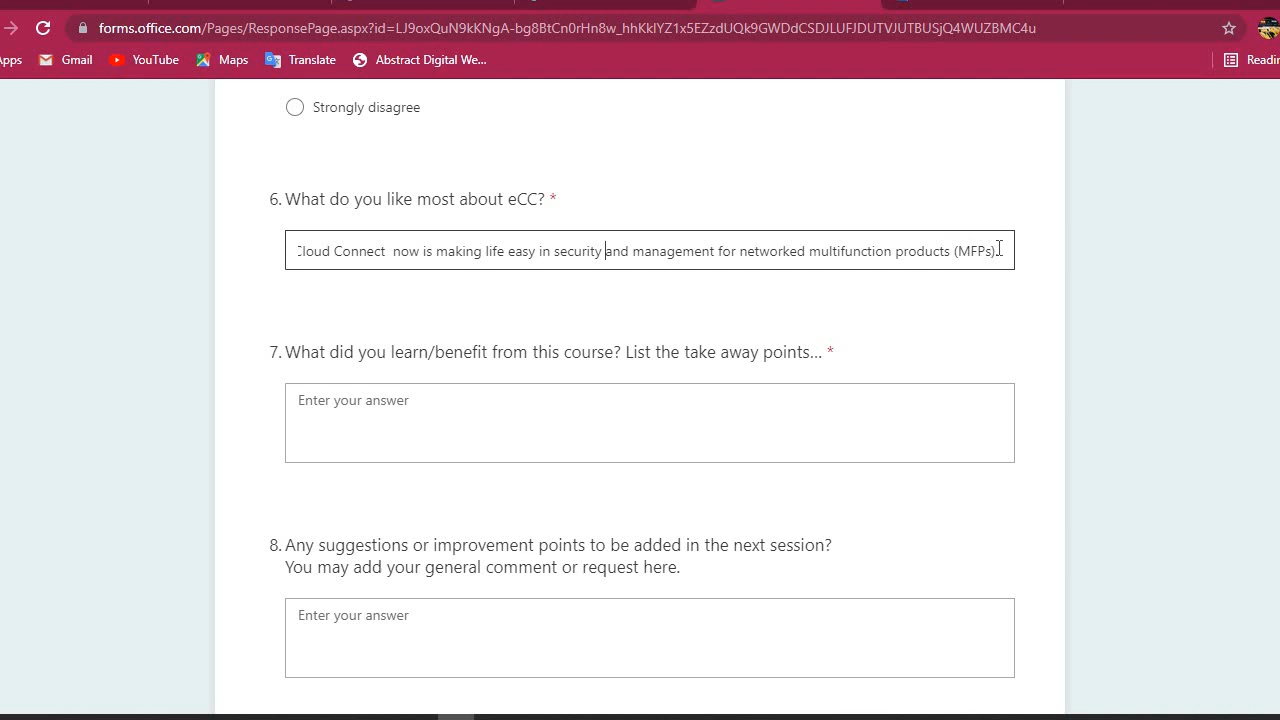 forms.office.com/Pages/ResponsePage.aspx?id=LJ9oxQuN9kKNgA-bg8BtCn0rHn8w_hhKkIYZ1x5EZzdUQk9GWDdCSDJLUFJDUTVJUTBUSjQ4WUZBMC4u
Apps Gmail YouTube Maps Translate Abstract Digital We... Readin
Strongly disagree
6. What do you like most about eCC? *
Cloud Connect now is making life easy in security and management for networked multifunction products (MFPs).
7. What did you learn/benefit from this course? List the take away points... *
Enter your answer
8. Any suggestions or improvement points to be added in the next session?
You may add your general comment or request here.
Enter your answer